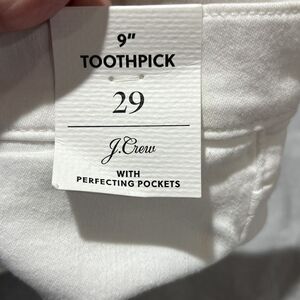 9"
TOOTHPICK
29
J.Crew
WITH
PERFECTING POCKETS